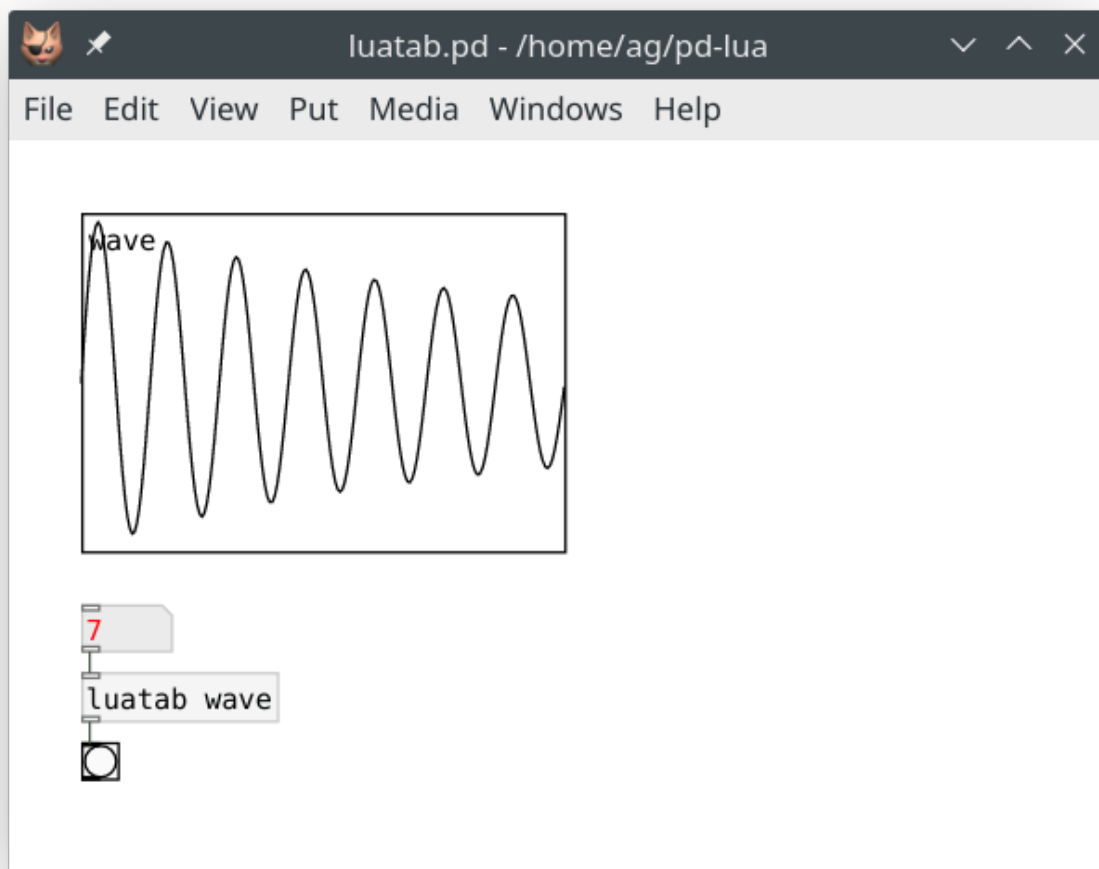 luatab.pd - /home/ag/pd-lua
File Edit View Put Media Windows Help
wave
7
luatab wave